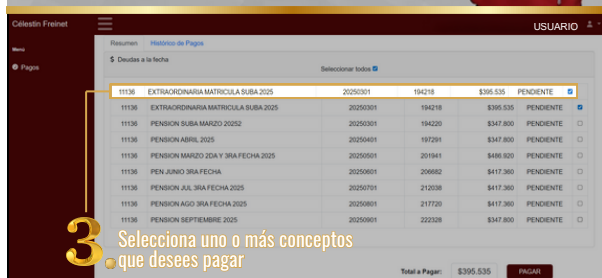 Célestin Freinet
USUARIO
Menú
Pagos
Resumen Histórico de Pagos
$ Deudas a la fecha
Seleccionar todos
11136 EXTRAORDINARIA MATRICULA SUBA 2025 20250301 194218 $395.535 PENDIENTE
11136 EXTRAORDINARIA MATRICULA SUBA 2025 20250301 194218 $395.535 PENDIENTE
11136 PENSION SUBA MARZO 20252 20250301 194220 $347.800 PENDIENTE
11136 PENSION ABRIL 2025 20250401 197291 $347.800 PENDIENTE
11136 PENSION MARZO 2DA Y 3RA FECHA 2025 20250501 201941 $486.920 PENDIENTE
11136 PEN JUNIO 3RA FECHA 20250601 206682 $417.360 PENDIENTE
11136 PENSION JUL 3RA FECHA 2025 20250701 212038 $417.360 PENDIENTE
11136 PENSION AGO 3RA FECHA 2025 20250801 217720 $417.360 PENDIENTE
11136 PENSION SEPTIEMBRE 2025 20250901 222328 $347.800 PENDIENTE
3. Selecciona uno o más conceptos
que desees pagar
Total a Pagar: $395.535 PAGAR